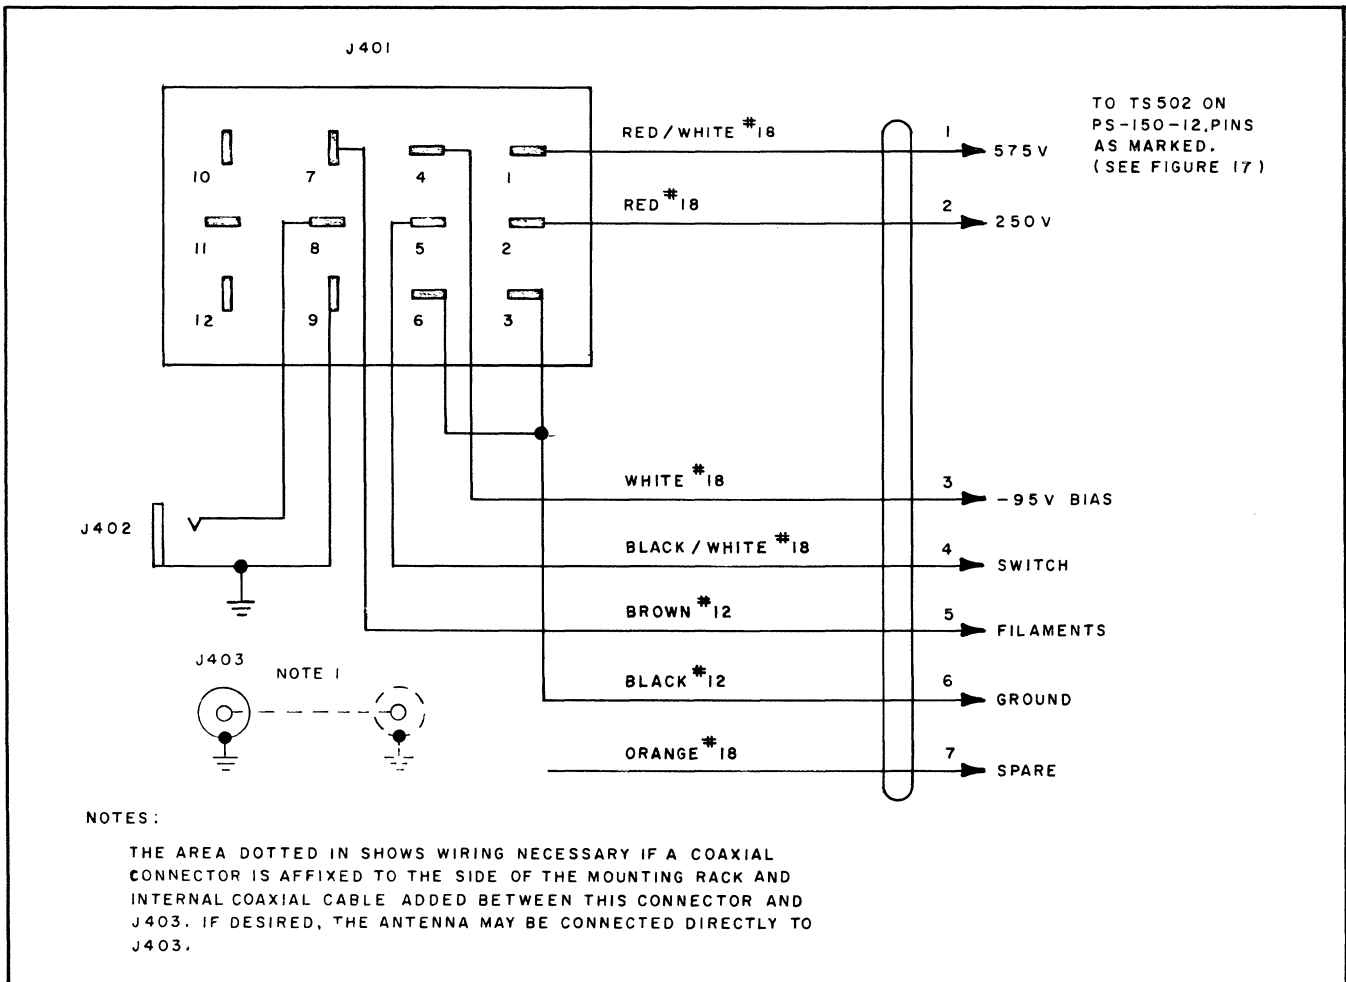 J401
TO TS502 ON
PS-150-12, PINS
AS MARKED.
(SEE FIGURE 17)
RED/WHITE #18
1
575V
10
7
4
1
RED #18
2
250V
11
8
5
2
12
9
6
3
WHITE #18
3
-95V BIAS
J402
BLACK/WHITE #18
4
SWITCH
BROWN #12
5
FILAMENTS
J403
NOTE 1
BLACK #12
6
GROUND
ORANGE #18
7
SPARE
NOTES:
THE AREA DOTTED IN SHOWS WIRING NECESSARY IF A COAXIAL
CONNECTOR IS AFFIXED TO THE SIDE OF THE MOUNTING RACK AND
INTERNAL COAXIAL CABLE ADDED BETWEEN THIS CONNECTOR AND
J403. IF DESIRED, THE ANTENNA MAY BE CONNECTED DIRECTLY TO
J403.